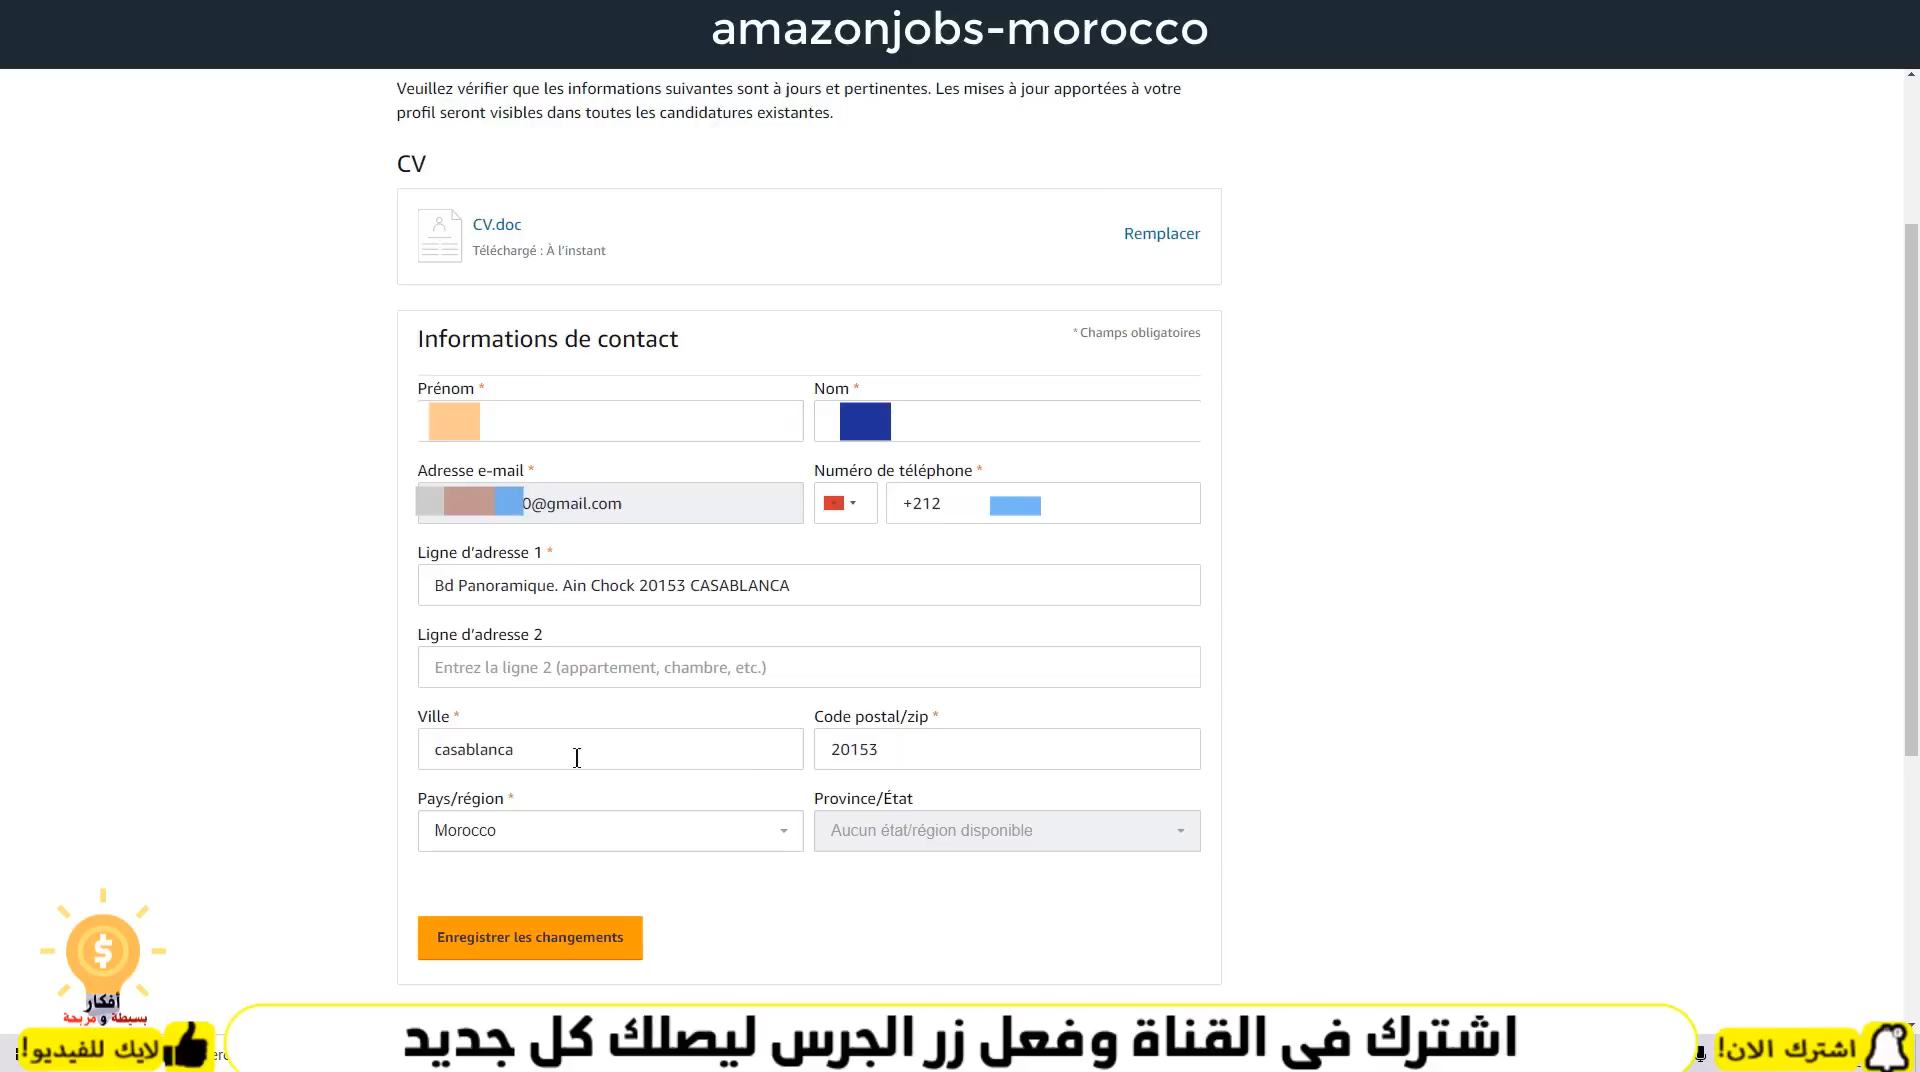 amazonjobs-morocco
Veuillez vérifier que les informations suivantes sont à jours et pertinentes. Les mises à jour apportées à votre
profil seront visibles dans toutes les candidatures existantes.
CV
CV.doc
Téléchargé : À l’instant
Remplacer
Informations de contact
* Champs obligatoires
Prénom *
Nom *
Adresse e-mail *
Numéro de téléphone *
0@gmail.com
+212
Ligne d’adresse 1 *
Bd Panoramique. Ain Chock 20153 CASABLANCA
Ligne d’adresse 2
Entrez la ligne 2 (appartement, chambre, etc.)
Ville *
Code postal/zip *
casablanca
20153
Pays/région *
Province/État
Morocco
Aucun état/région disponible
Enregistrer les changements
$
أفكار
بسيطة و مربحة
لايك للفيديو!
اشترك فى القناة وفعل زر الجرس ليصلك كل جديد
اشترك الان!